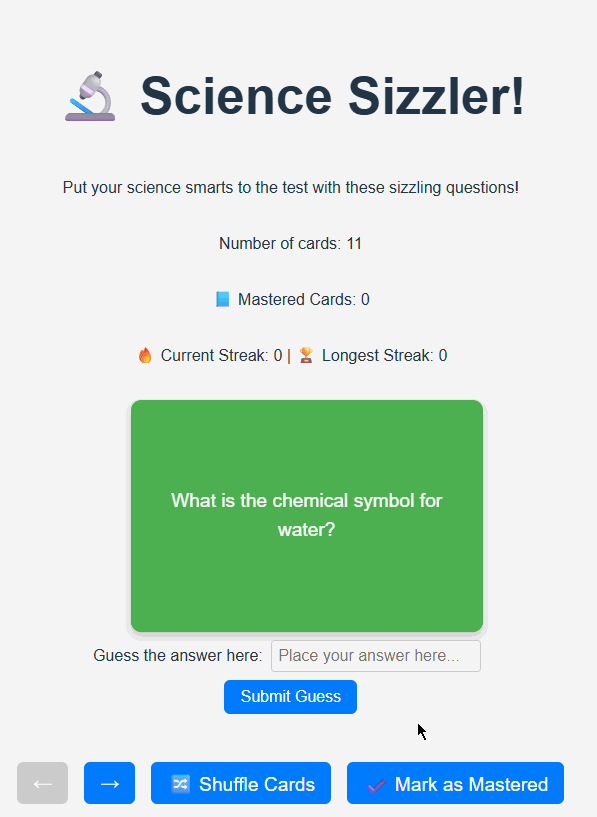 Science Sizzler!
Put your science smarts to the test with these sizzling questions!
Number of cards: 11
Mastered Cards: 0
Current Streak: 0 | Longest Streak: 0
What is the chemical symbol for
water?
Guess the answer here: Place your answer here...
Submit Guess
← → Shuffle Cards Mark as Mastered